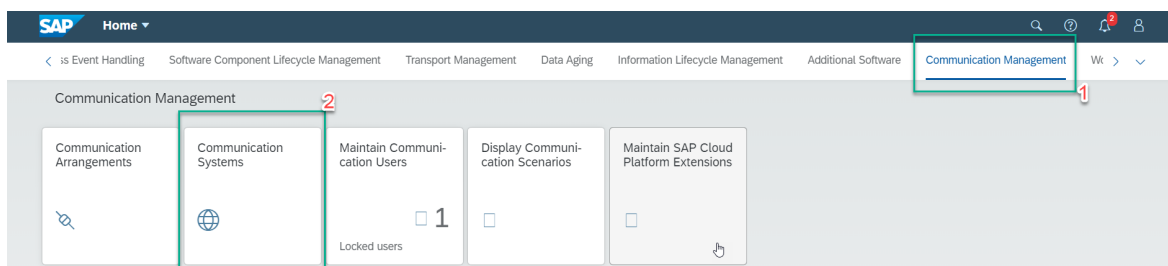 SAP Home
2
ss Event Handling Software Component Lifecycle Management Transport Management Data Aging Information Lifecycle Management Additional Software Communication Management
1
Communication Management
2
Communication
Arrangements
Communication
Systems
Maintain Communi-
cation Users
1
Locked users
Display Communi-
cation Scenarios
Maintain SAP Cloud
Platform Extensions